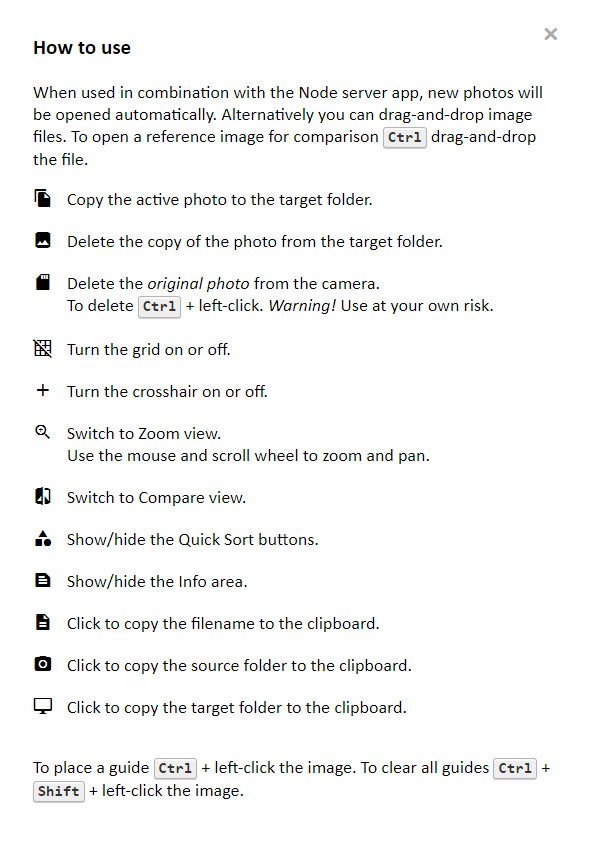 How to use
When used in combination with the Node server app, new photos will
be opened automatically. Alternatively you can drag-and-drop image
files. To open a reference image for comparison Ctrl drag-and-drop
the file.
Copy the active photo to the target folder.
Delete the copy of the photo from the target folder.
Delete the original photo from the camera.
To delete Ctrl + left-click. Warning! Use at your own risk.
Turn the grid on or off.
Turn the crosshair on or off.
Switch to Zoom view.
Use the mouse and scroll wheel to zoom and pan.
Switch to Compare view.
Show/hide the Quick Sort buttons.
Show/hide the Info area.
Click to copy the filename to the clipboard.
Click to copy the source folder to the clipboard.
Click to copy the target folder to the clipboard.
To place a guide Ctrl + left-click the image. To clear all guides Ctrl +
Shift + left-click the image.